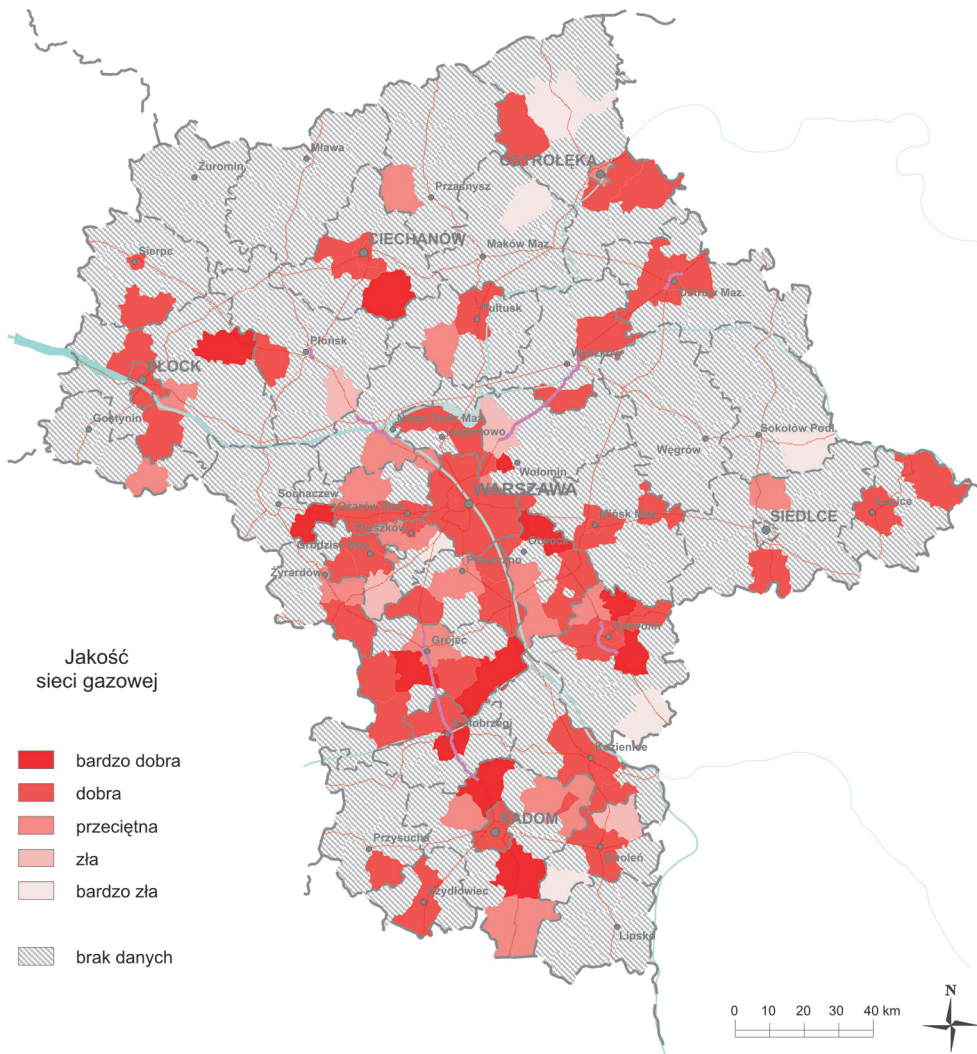 Mława
Żuromin
OSTROŁĘKA
Przasnysz
CIECHANÓW
Maków Maz.
Sierpc
Ostrów Maz.
Pułtusk
Płońsk
Wyszków
PŁOCK
Gostynin
Nowy Dwór Maz.
Legionowo
Sokołów Podl.
Węgrów
Wołomin
WARSZAWA
Sochaczew
Ożarów Maz.
Łosice
SIEDLCE
Mińsk Maz.
Pruszków
Otwock
Grodzisk Maz.
Piaseczno
Żyrardów
Garwolin
Grójec
Białobrzegi
Kozienice
RADOM
Przysucha
Zwoleń
Szydłowiec
Lipsko
Jakość
sieci gazowej
bardzo dobra
dobra
przeciętna
zła
bardzo zła
brak danych
0 10 20 30 40 km
N